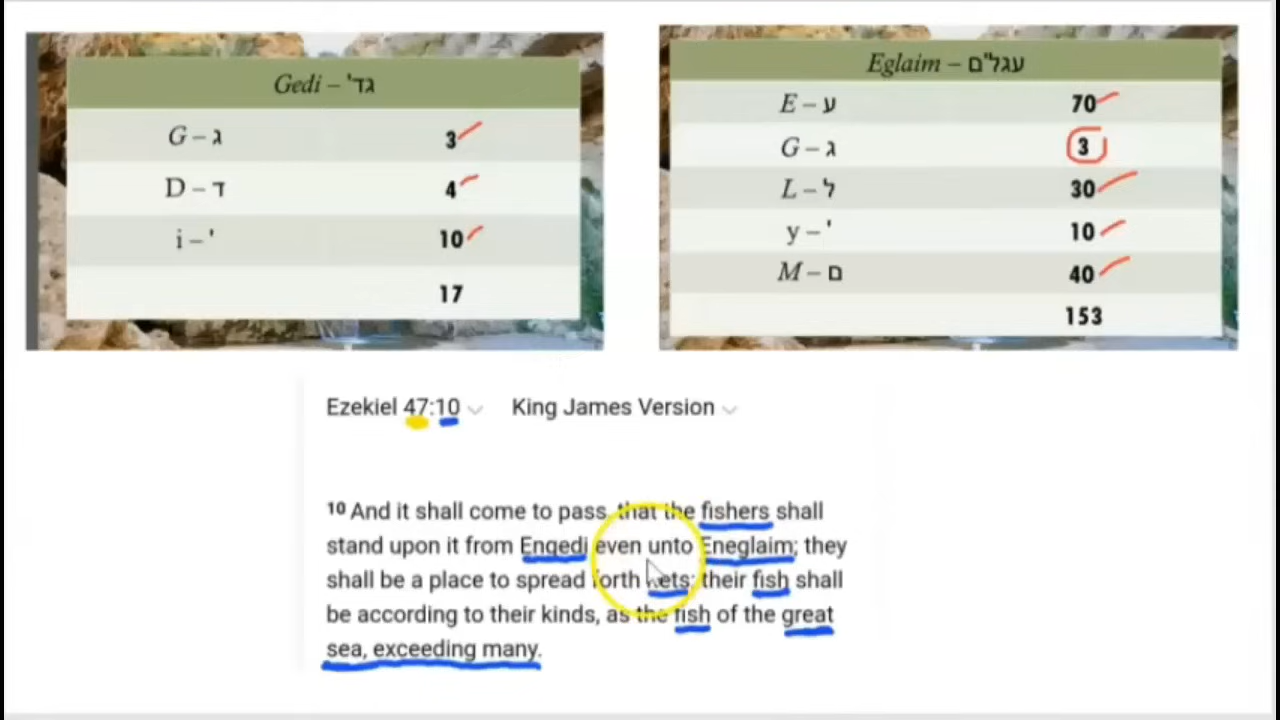 Gedi – גד'
G – ג 3
D – ד 4
i – ' 10
17
Eglaim – עגל"ם
E – ע 70
G – ג 3
L – ל 30
y – ' 10
M – ם 40
153
Ezekiel 47:10 King James Version
10 And it shall come to pass, that the fishers shall
stand upon it from Engedi even unto Eneglaim; they
shall be a place to spread forth nets; their fish shall
be according to their kinds, as the fish of the great
sea, exceeding many.